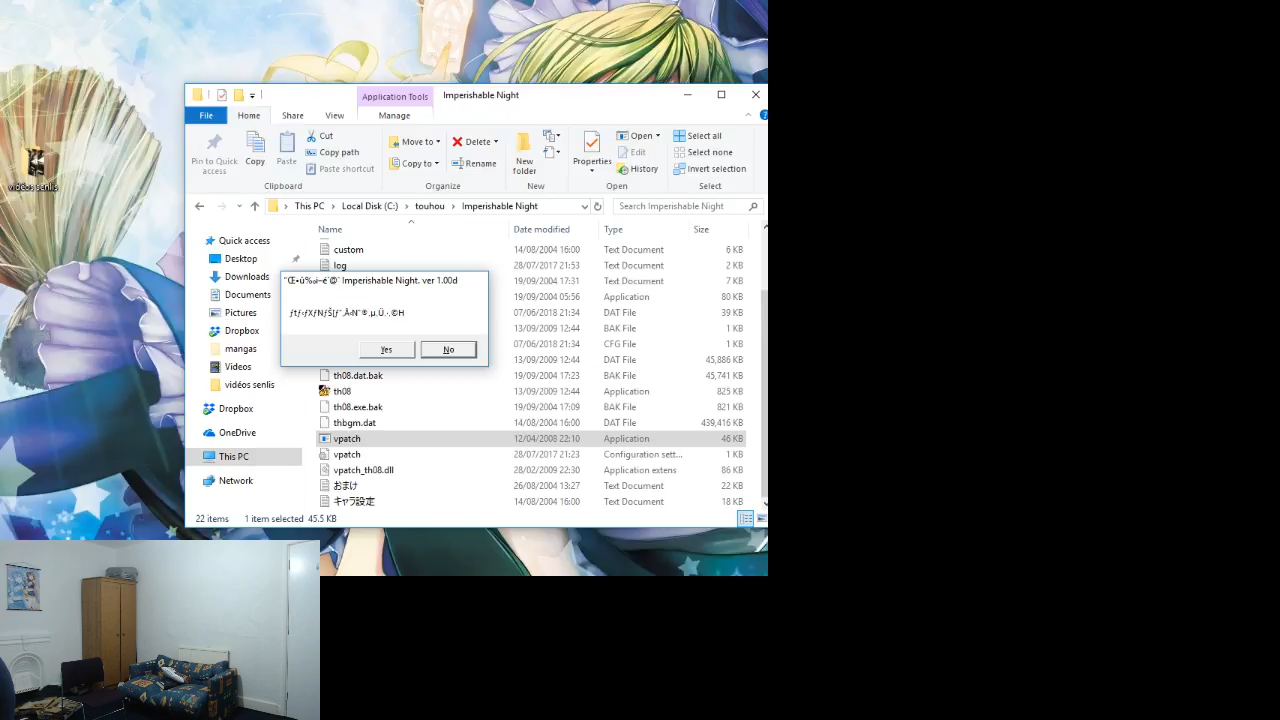 Application Tools
Imperishable Night
File
Home
Share
View
Manage
Pin to Quick access
Copy
Paste
Cut
Copy path
Paste shortcut
Move to
Copy to
Delete
Rename
New folder
Properties
Open
Edit
History
Select all
Select none
Invert selection
Clipboard
Organize
New
Open
Select
This PC > Local Disk (C:) > touhou > Imperishable Night
Search Imperishable Night
Name Date modified Type Size
Quick access
Desktop
Downloads
Documents
Pictures
Dropbox
mangas
Videos
vidéos senlis
Dropbox
OneDrive
This PC
Network
custom 14/08/2004 16:00 Text Document 6 KB
log 28/07/2017 21:53 Text Document 2 KB
19/09/2004 17:31 Text Document 7 KB
19/09/2004 05:56 Application 80 KB
07/06/2018 21:34 DAT File 39 KB
13/09/2009 12:44 BAK File 1 KB
07/06/2018 21:34 CFG File 1 KB
13/09/2009 12:44 DAT File 45,886 KB
th08.dat.bak 19/09/2004 17:23 BAK File 45,741 KB
th08 13/09/2009 12:44 Application 825 KB
th08.exe.bak 19/09/2004 17:09 BAK File 821 KB
thbgm.dat 14/08/2004 16:00 DAT File 439,416 KB
vpatch 12/04/2008 22:10 Application 46 KB
vpatch 28/07/2017 21:23 Configuration sett... 1 KB
vpatch_th08.dll 28/02/2009 22:30 Application extens 86 KB
おまけ 26/08/2004 13:27 Text Document 22 KB
キャラ設定 14/08/2004 16:00 Text Document 18 KB
Imperishable Night. ver 1.00d
Yes
No
22 items 1 item selected 45.5 KB
vidéos senlis